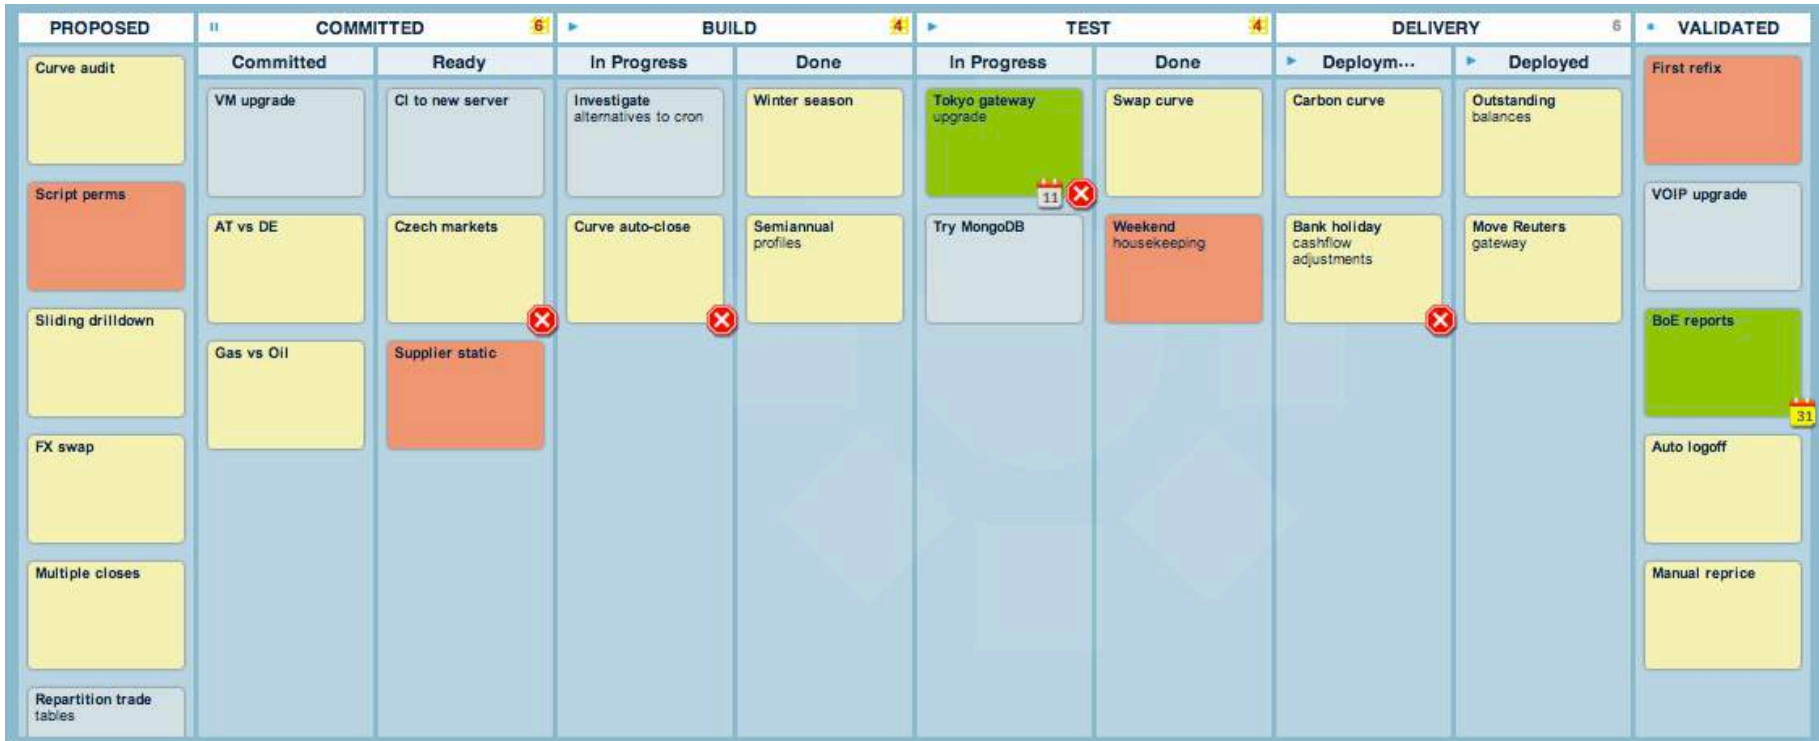 PROPOSED
COMMITTED 6
BUILD 4
TEST 4
DELIVERY 6
VALIDATED
Committed
Ready
In Progress
Done
In Progress
Done
Deploym...
Deployed
Curve audit
Script perms
Sliding drilldown
FX swap
Multiple closes
Repartition trade
tables
VM upgrade
AT vs DE
Gas vs Oil
CI to new server
Czech markets
Supplier static
Investigate
alternatives to cron
Curve auto-close
Winter season
Semiannual
profiles
Tokyo gateway
upgrade
11
Try MongoDB
Swap curve
Weekend
housekeeping
Carbon curve
Bank holiday
cashflow
adjustments
Outstanding
balances
Move Reuters
gateway
First refix
VOIP upgrade
BoE reports
31
Auto logoff
Manual reprice